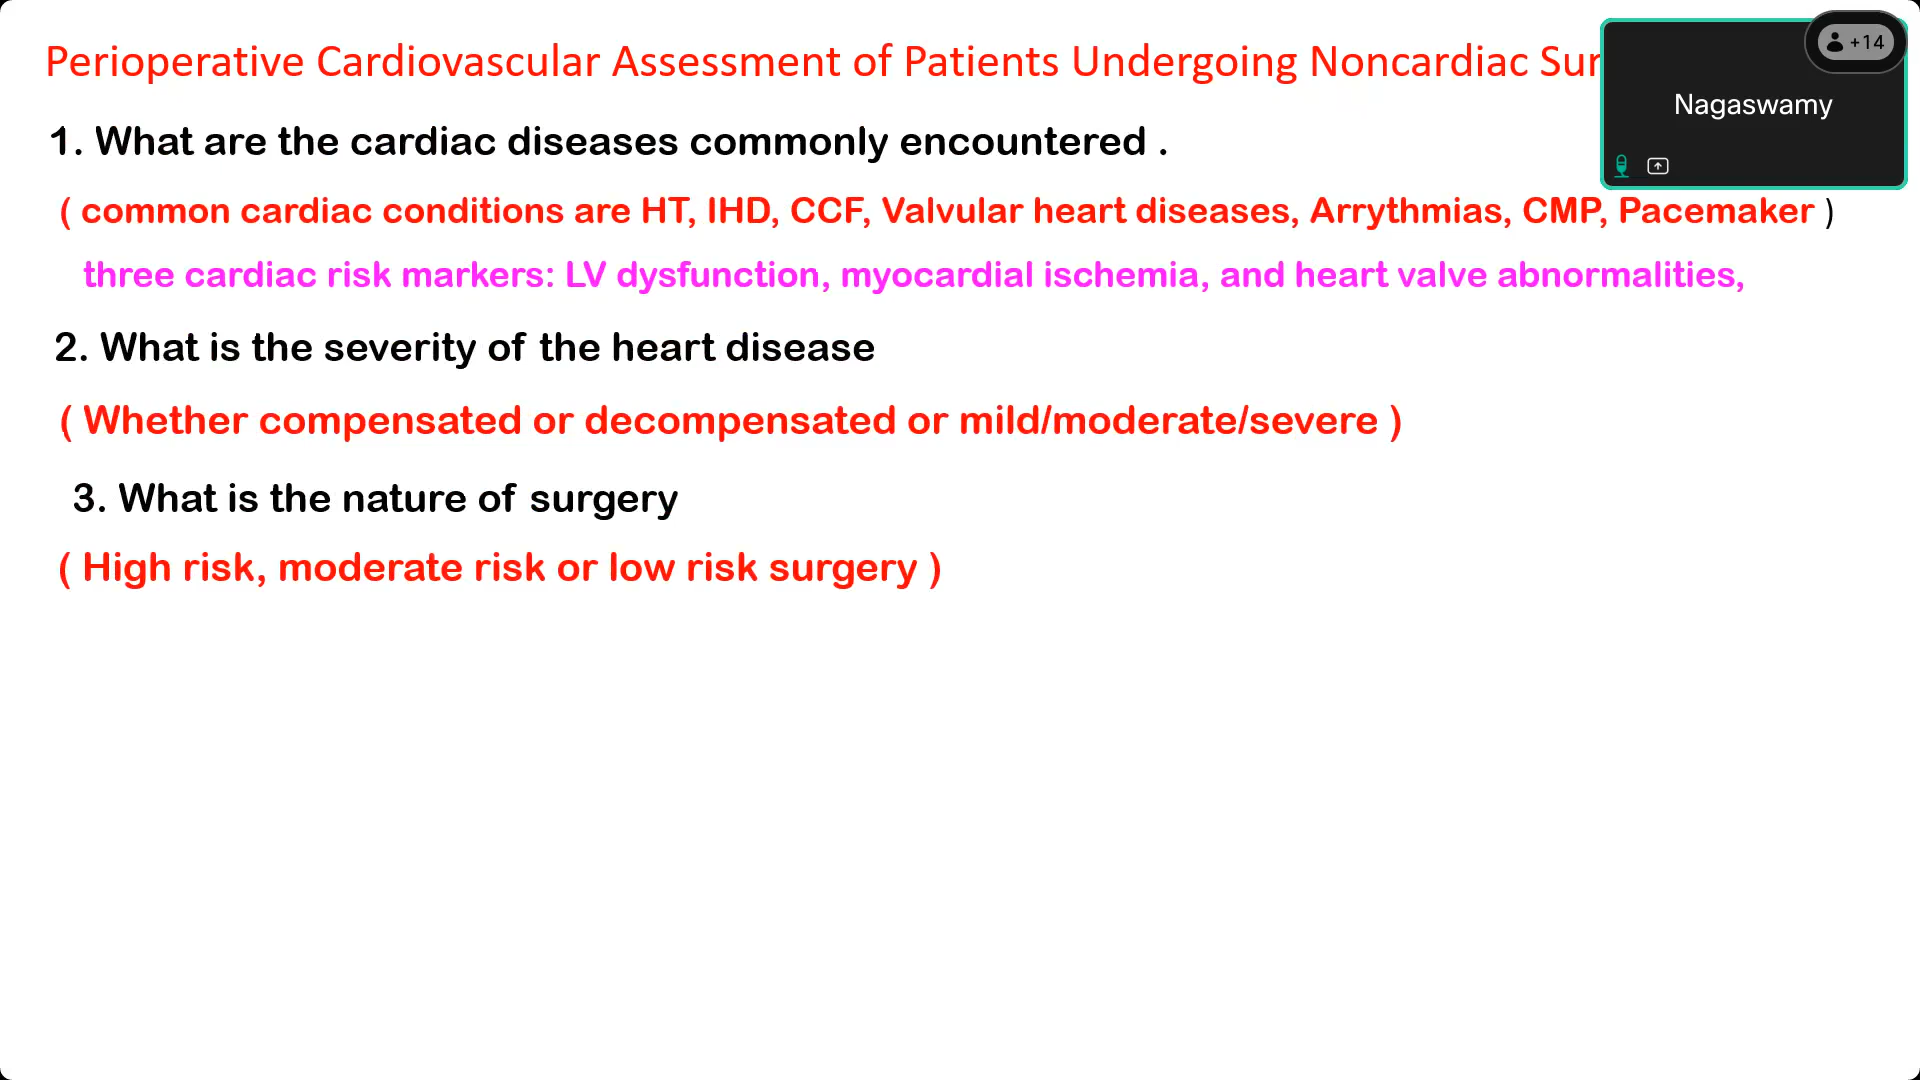 Perioperative Cardiovascular Assessment of Patients Undergoing Noncardiac Sur
+14
Nagaswamy
1. What are the cardiac diseases commonly encountered .
( common cardiac conditions are HT, IHD, CCF, Valvular heart diseases, Arrythmias, CMP, Pacemaker )
three cardiac risk markers: LV dysfunction, myocardial ischemia, and heart valve abnormalities,
2. What is the severity of the heart disease
( Whether compensated or decompensated or mild/moderate/severe )
3. What is the nature of surgery
( High risk, moderate risk or low risk surgery )